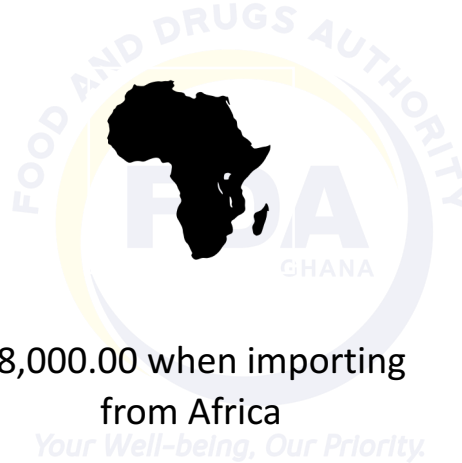 FOOD AND DRUGS AUTHORITY
FDA
GHANA
8,000.00 when importing
from Africa
Your Well-being, Our Priority.